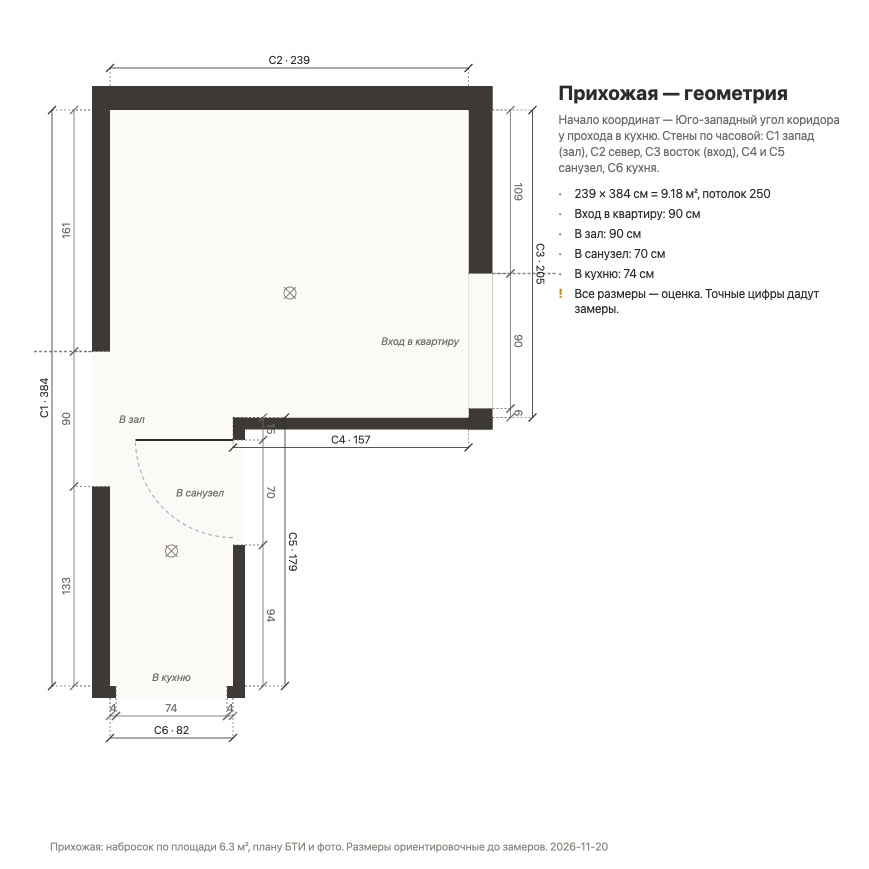 С2 · 239
Прихожая — геометрия
Начало координат — Юго-западный угол коридора
у прохода в кухню. Стены по часовой: С1 запад
(зал), С2 север, С3 восток (вход), С4 и С5
санузел, С6 кухня.
· 239 × 384 см = 9.18 м², потолок 250
· Вход в квартиру: 90 см
· В зал: 90 см
· В санузел: 70 см
· В кухню: 74 см
! Все размеры — оценка. Точные цифры дадут
замеры.
109
161
С3 · 205
90
Вход в квартиру
С1 · 384
6
90
В зал
15
С4 · 157
В санузел
70
С5 · 179
133
94
В кухню
4
74
4
С6 · 82
Прихожая: набросок по площади 6.3 м², плану БТИ и фото. Размеры ориентировочные до замеров. 2026-11-20